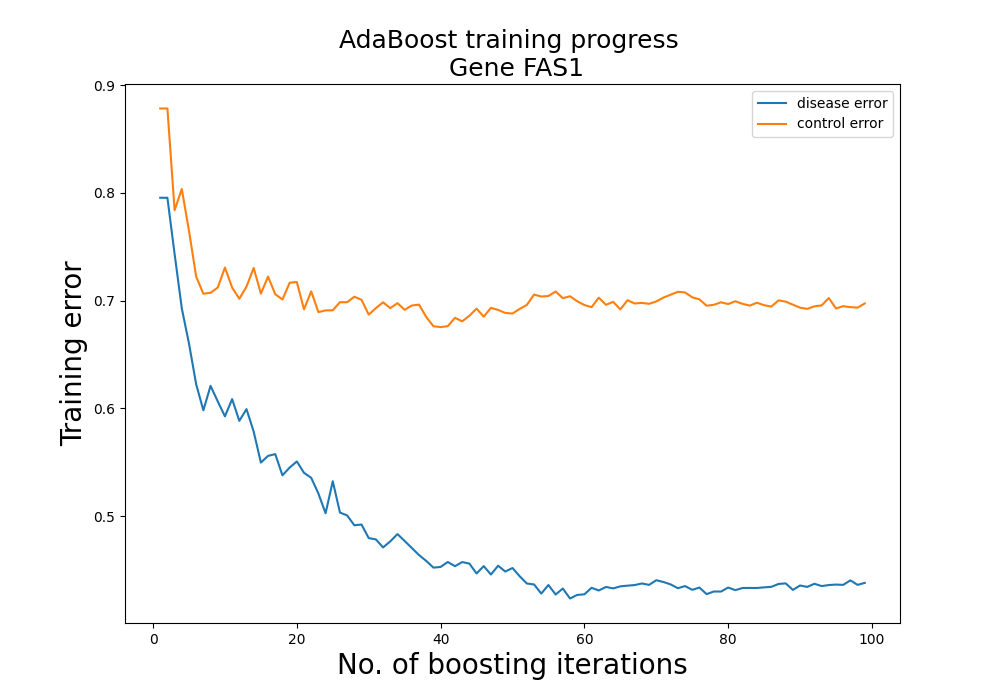 AdaBoost training progress
Gene FAS1
disease error
control error
Training error
0.9
0.8
0.7
0.6
0.5
0
20
40
60
80
100
No. of boosting iterations